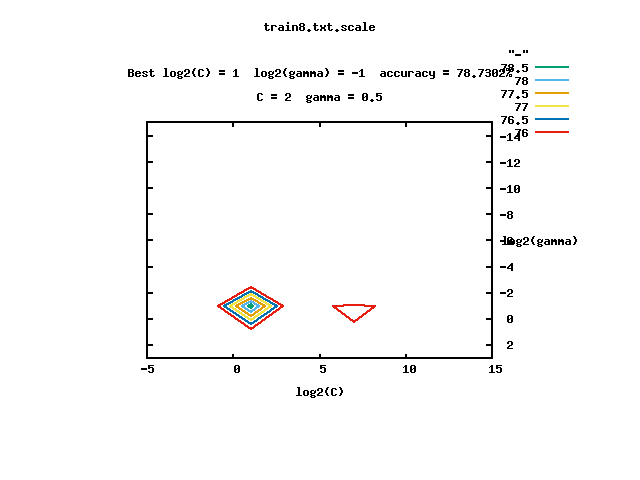 train8.txt.scale
"-"
Best log2(C) = 1  log2(gamma) = -1  accuracy = 78.7302%
78.5
78
C = 2  gamma = 0.5
77.5
77
76.5
76
-14
-12
-10
-8
-6
log2(gamma)
-4
-2
0
2
-5 0 5 10 15
log2(C)